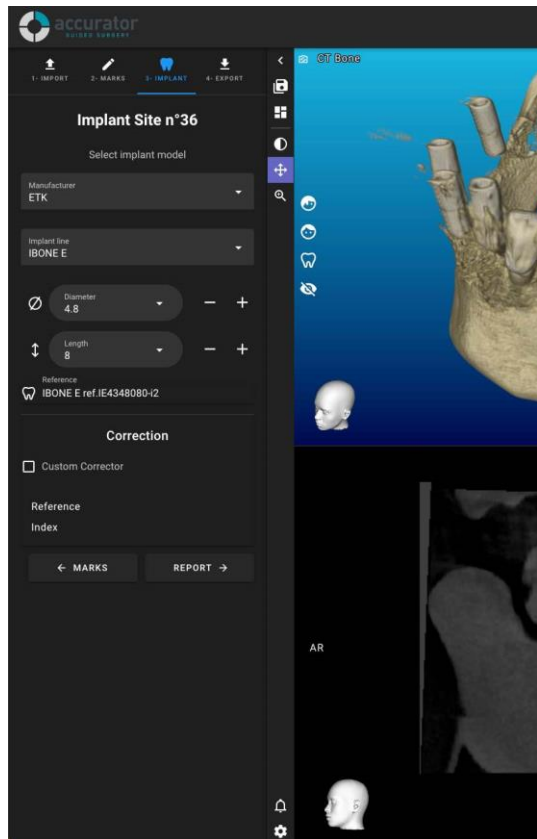 accurator
GUIDED SURGERY
1- IMPORT
2- MARKS
3- IMPLANT
4- EXPORT
Implant Site n°36
Select implant model
Manufacturer
ETK
Implant line
IBONE E
Diameter
4.8
Length
8
Reference
IBONE E ref.IE4348080-i2
Correction
Custom Corrector
Reference
Index
← MARKS
REPORT →
CT Bone
AR